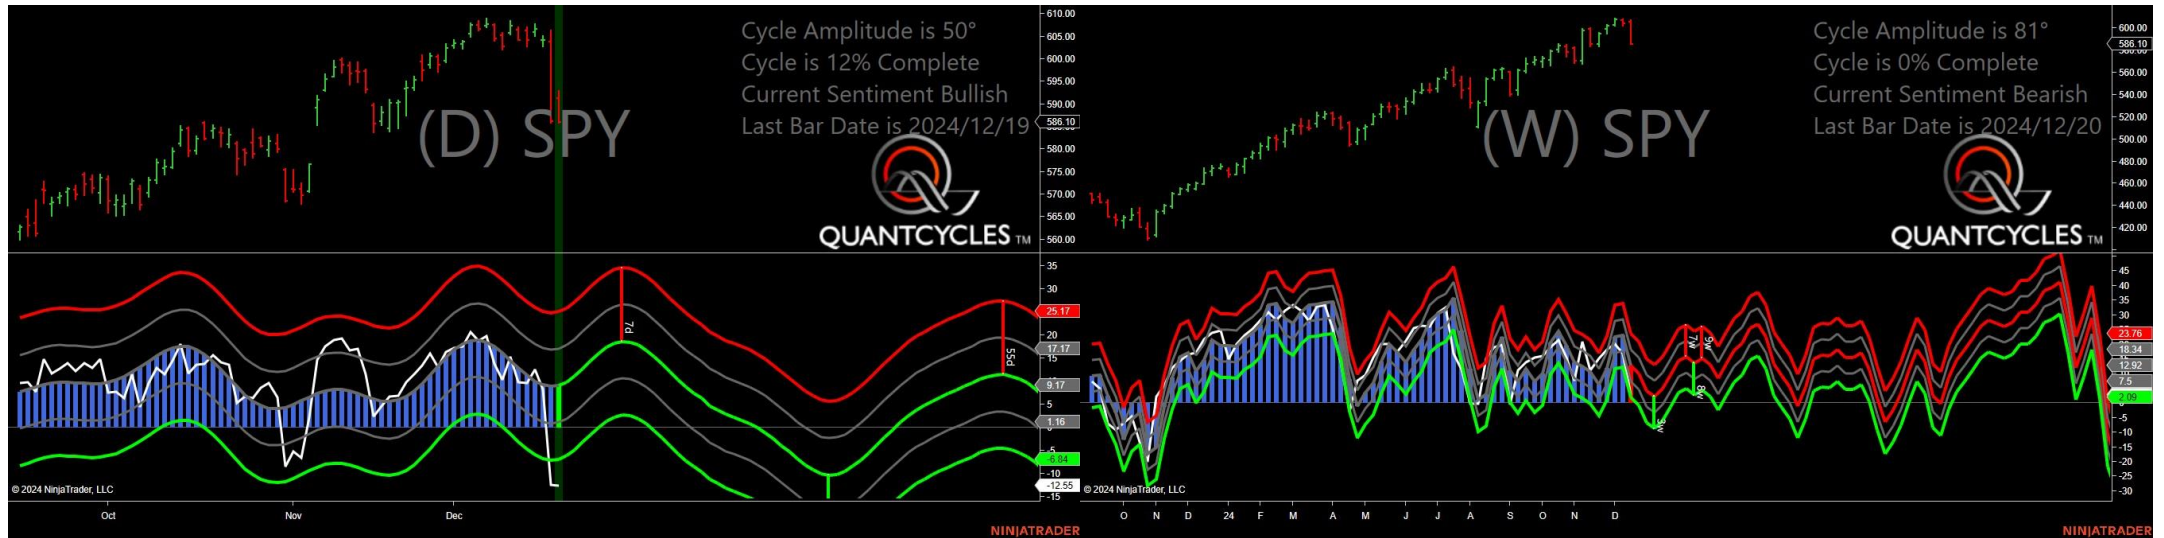 Cycle Amplitude is 50°
Cycle is 12% Complete
Current Sentiment Bullish
Last Bar Date is 2024/12/19
(D) SPY
QUANTCYCLES TM
610.00
605.00
600.00
595.00
590.00
586.10
580.00
575.00
570.00
565.00
560.00
7d
55d
35
30
25.17
20
17.17
15
9.17
5
1.16
-6.84
-10
-12.55
-15
© 2024 NinjaTrader, LLC
Oct
Nov
Dec
NINJATRADER
Cycle Amplitude is 81°
Cycle is 0% Complete
Current Sentiment Bearish
Last Bar Date is 2024/12/20
(W) SPY
QUANTCYCLES TM
600.00
586.10
560.00
540.00
520.00
500.00
480.00
460.00
440.00
420.00
7w
9w
8w
45
40
35
30
23.76
18.34
12.92
7.5
2.09
-5
-10
-15
-20
-25
-30
© 2024 NinjaTrader, LLC
O N D 24 F M A M J J A S O N D
NINJATRADER